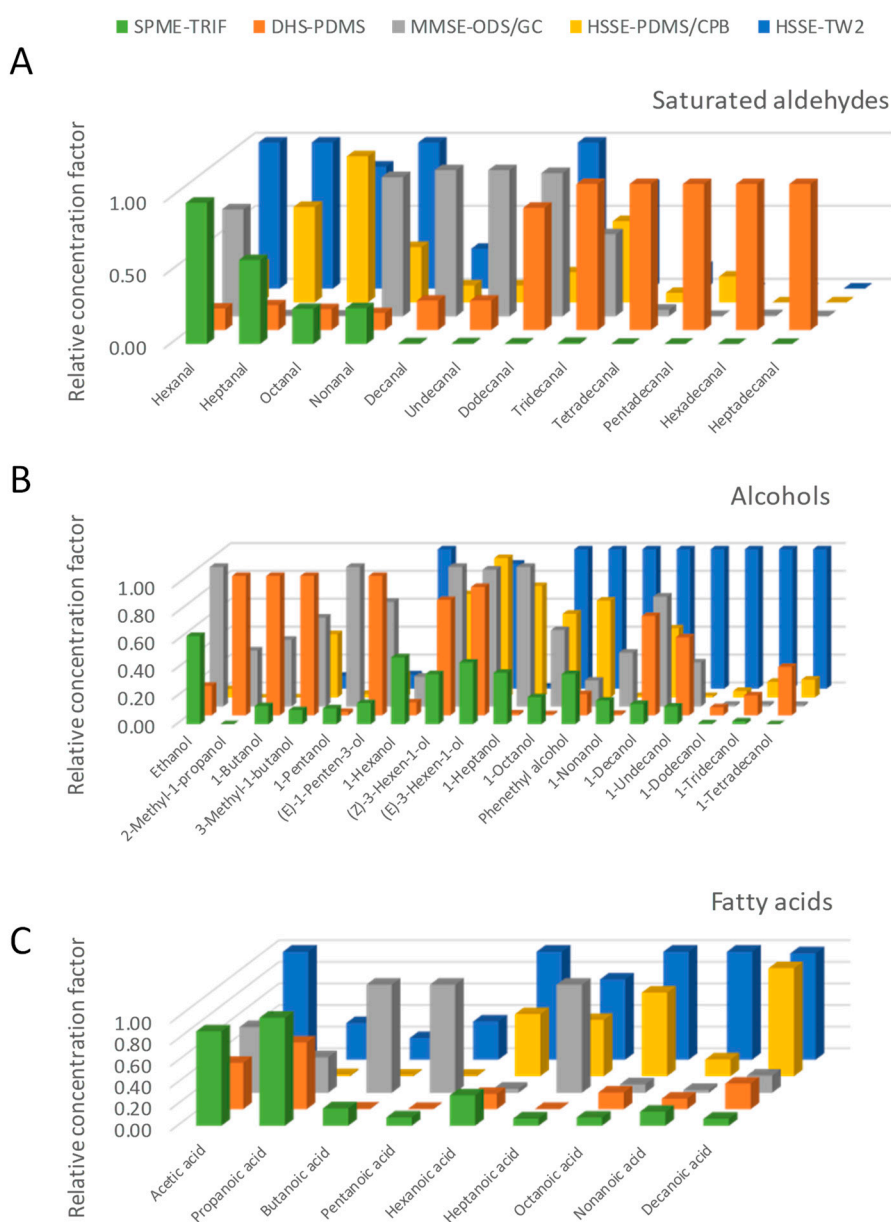 SPME-TRIF DHS-PDMS MMSE-ODS/GC HSSE-PDMS/CPB HSSE-TW2
A
Saturated aldehydes
Relative concentration factor
1.00
0.50
0.00
Hexanal
Heptanal
Octanal
Nonanal
Decanal
Undecanal
Dodecanal
Tridecanal
Tetradecanal
Pentadecanal
Hexadecanal
Heptadecanal
B
Alcohols
Relative concentration factor
1.00
0.80
0.60
0.40
0.20
0.00
Ethanol
2-Methyl-1-propanol
1-Butanol
3-Methyl-1-butanol
1-Pentanol
(E)-1-Penten-3-ol
1-Hexanol
(Z)-3-Hexen-1-ol
(E)-3-Hexen-1-ol
1-Heptanol
1-Octanol
Phenethyl alcohol
1-Nonanol
1-Decanol
1-Undecanol
1-Dodecanol
1-Tridecanol
1-Tetradecanol
C
Fatty acids
Relative concentration factor
1.00
0.80
0.60
0.40
0.20
0.00
Acetic acid
Propanoic acid
Butanoic acid
Pentanoic acid
Hexanoic acid
Heptanoic acid
Octanoic acid
Nonanoic acid
Decanoic acid